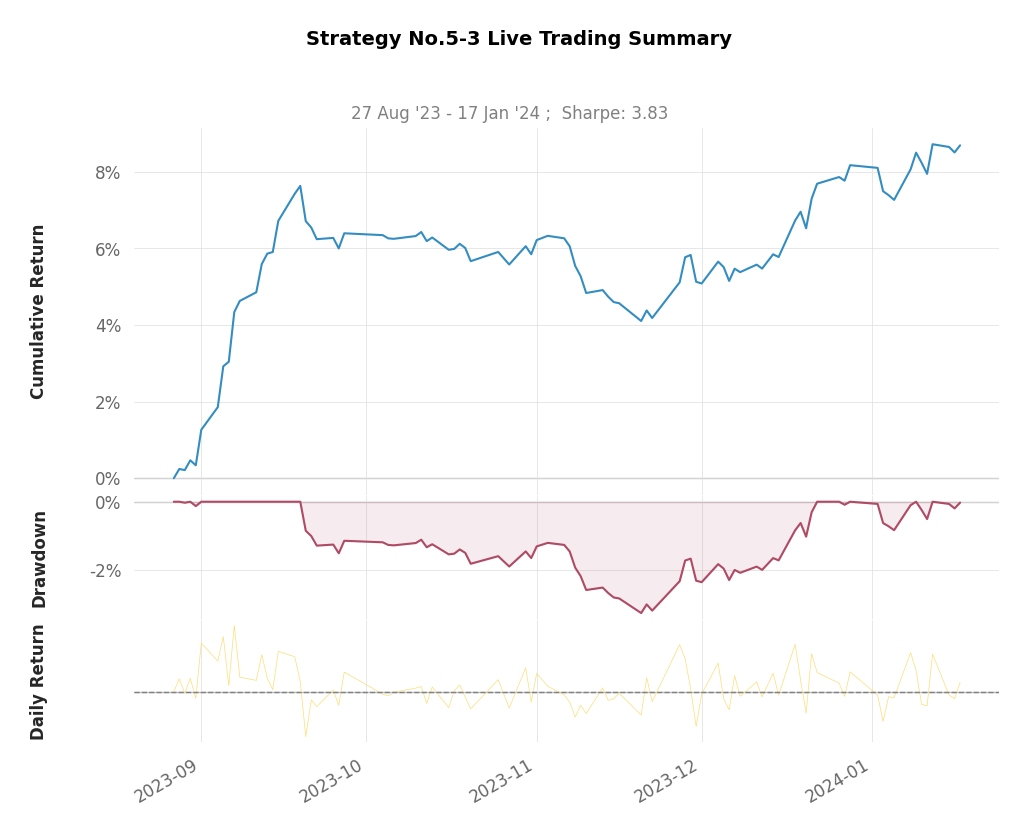 Strategy No.5-3 Live Trading Summary
27 Aug '23 - 17 Jan '24 ;  Sharpe: 3.83
Cumulative Return
8%
6%
4%
2%
0%
Drawdown
0%
-2%
Daily Return
2023-09
2023-10
2023-11
2023-12
2024-01